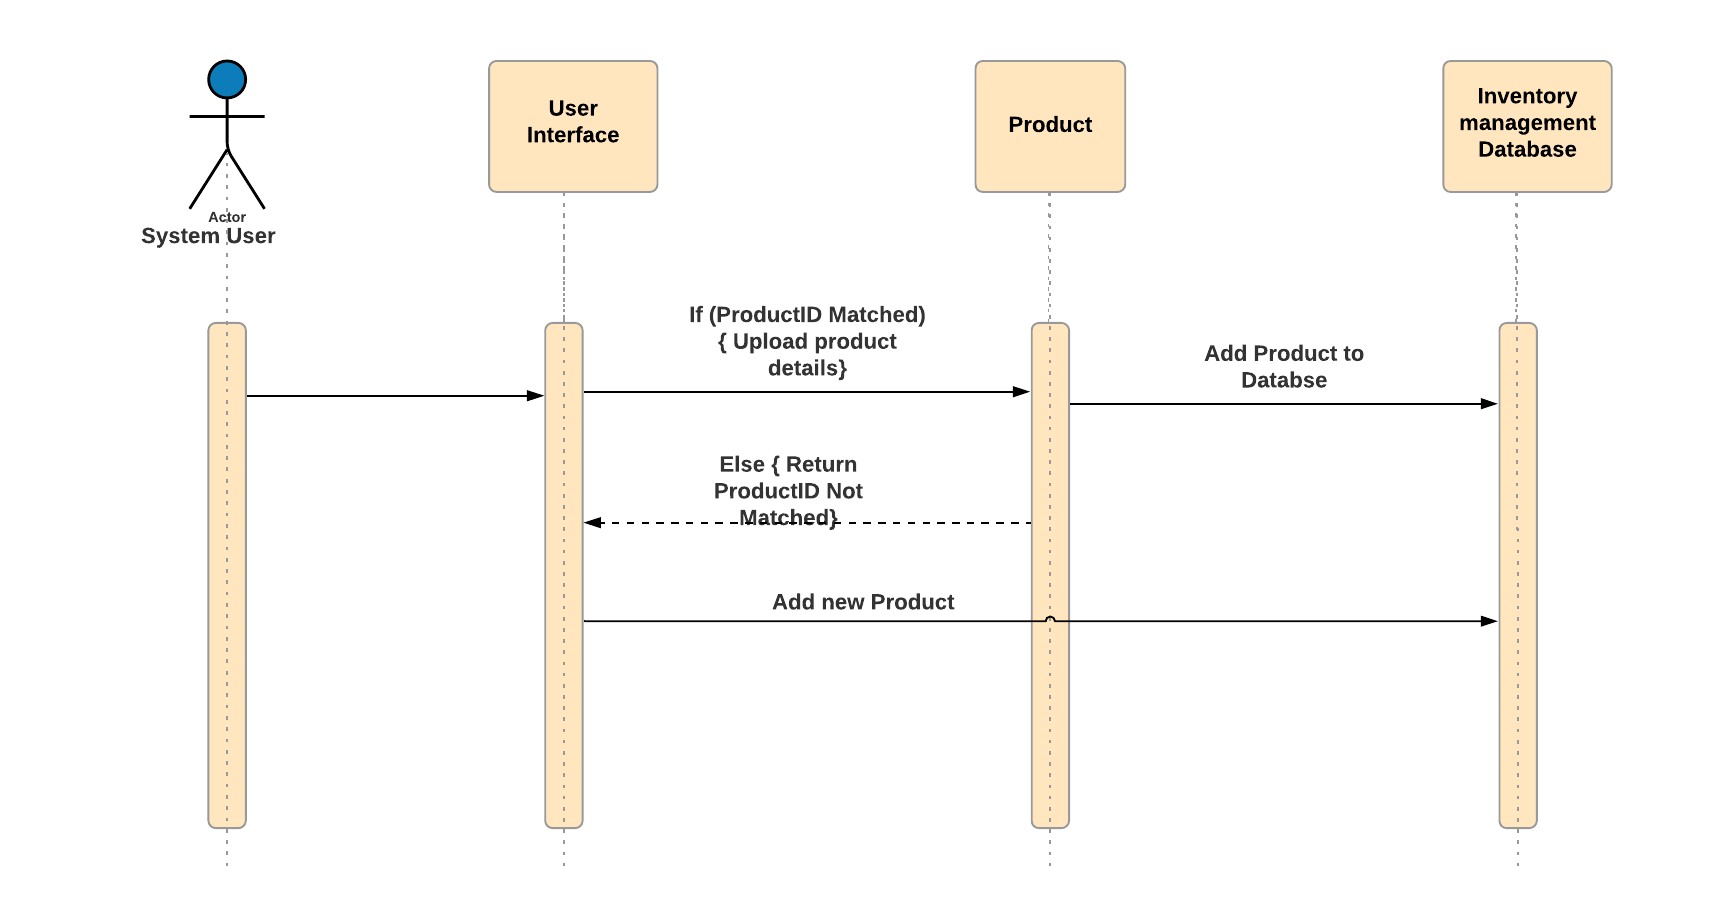 User
Interface
Product
Inventory
management
Database
Actor
System User
If (ProductID Matched)
{ Upload product
details}
Add Product to
Databse
Else { Return
ProductID Not
Matched}
Add new Product